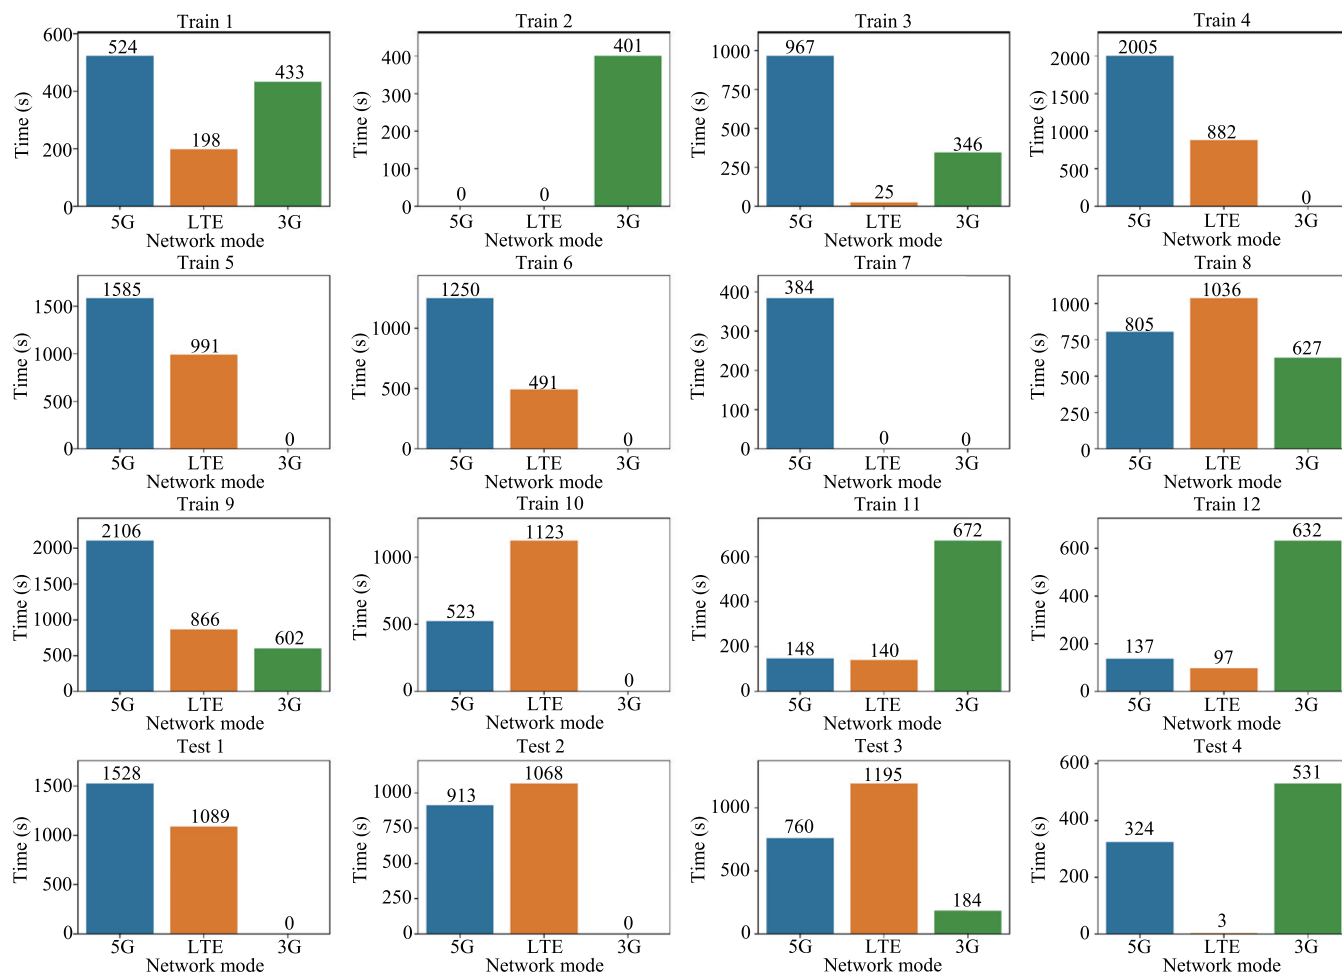 Train 1
Time (s)
600
400
200
0
524
198
433
5G LTE 3G
Network mode
Train 2
Time (s)
400
300
200
100
0
0
0
401
5G LTE 3G
Network mode
Train 3
Time (s)
1000
750
500
250
0
967
25
346
5G LTE 3G
Network mode
Train 4
Time (s)
2000
1500
1000
500
0
2005
882
0
5G LTE 3G
Network mode
Train 5
Time (s)
1500
1000
500
0
1585
991
0
5G LTE 3G
Network mode
Train 6
Time (s)
1000
500
0
1250
491
0
5G LTE 3G
Network mode
Train 7
Time (s)
400
300
200
100
0
384
0
0
5G LTE 3G
Network mode
Train 8
Time (s)
1000
750
500
250
0
805
1036
627
5G LTE 3G
Network mode
Train 9
Time (s)
2000
1500
1000
500
0
2106
866
602
5G LTE 3G
Network mode
Train 10
Time (s)
1000
500
0
523
1123
0
5G LTE 3G
Network mode
Train 11
Time (s)
600
400
200
0
148
140
672
5G LTE 3G
Network mode
Train 12
Time (s)
600
400
200
0
137
97
632
5G LTE 3G
Network mode
Test 1
Time (s)
1500
1000
500
0
1528
1089
0
5G LTE 3G
Network mode
Test 2
Time (s)
1000
750
500
250
0
913
1068
0
5G LTE 3G
Network mode
Test 3
Time (s)
1000
500
0
760
1195
184
5G LTE 3G
Network mode
Test 4
Time (s)
600
400
200
0
324
3
531
5G LTE 3G
Network mode